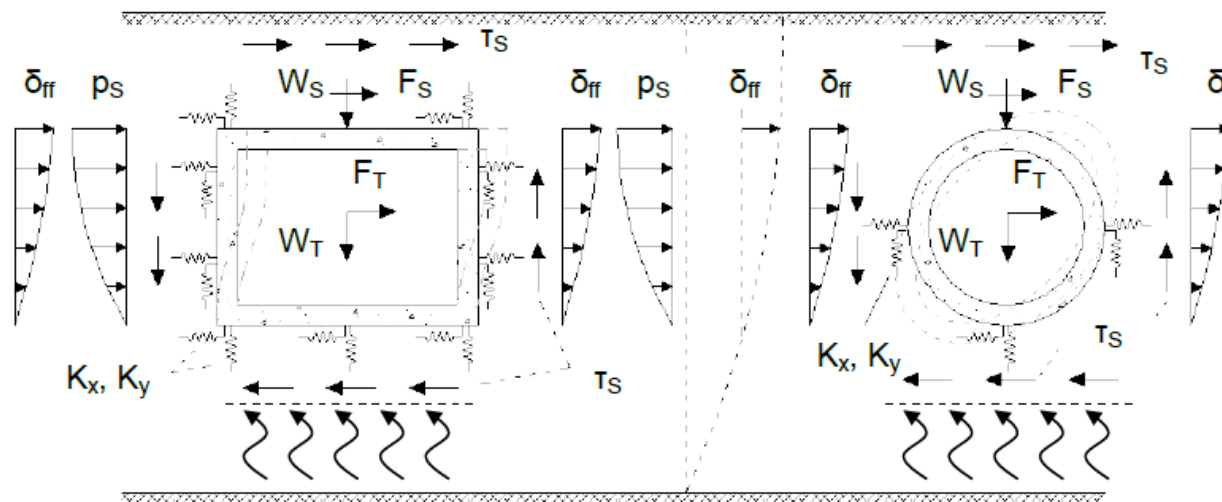 τS τS
WS FS WS FS
δff pS δff pS δff δff δ
FT FT
WT WT
Kx, Ky τS Kx, Ky τS